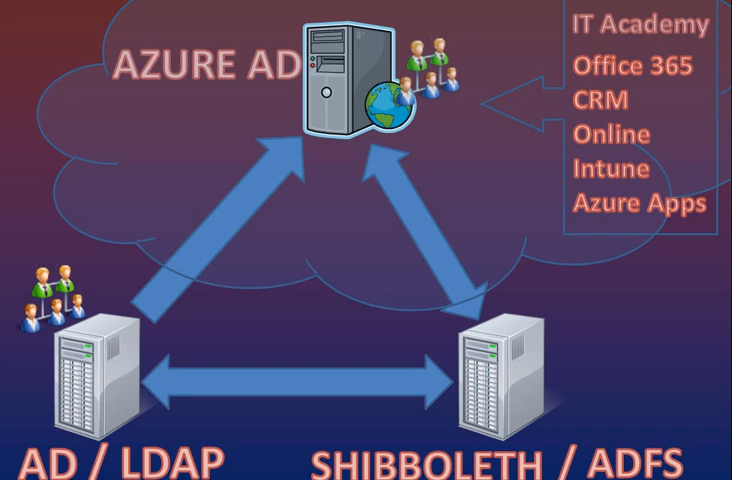 IT Academy
AZURE AD
Office 365
CRM
Online
Intune
Azure Apps
AD / LDAP
SHIBBOLETH / ADFS